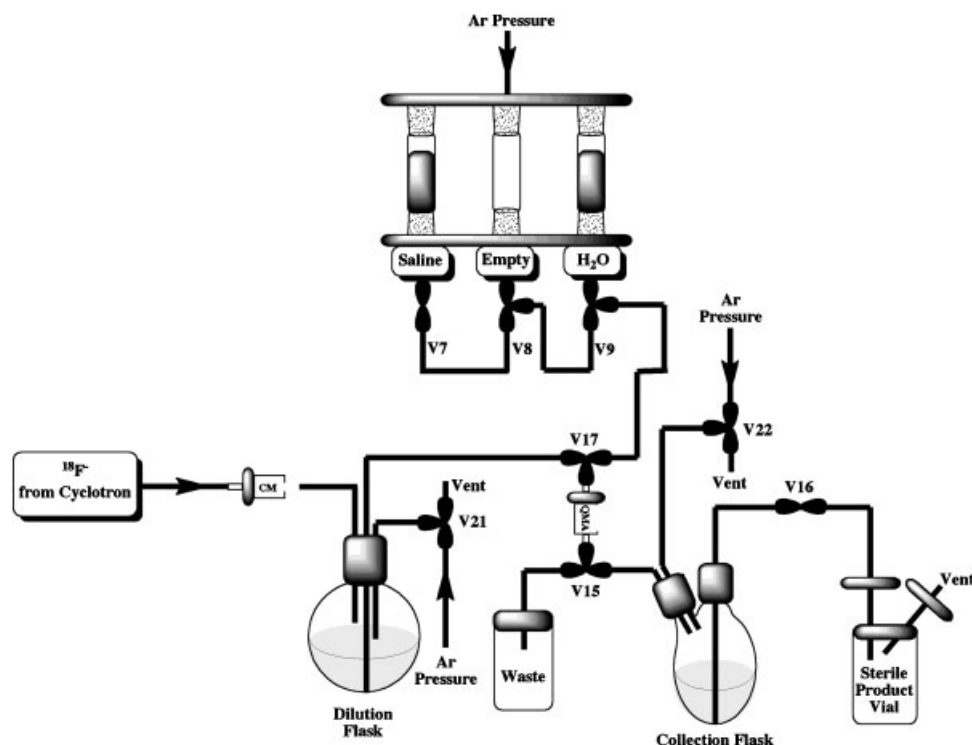 Ar Pressure
Saline
Empty
H₂O
V7
V8
V9
Ar
Pressure
V22
Vent
V17
¹⁸F⁻
from Cyclotron
CM
Vent
V21
QMA
V16
V15
Vent
Ar
Pressure
Waste
Sterile
Product
Vial
Dilution
Flask
Collection Flask